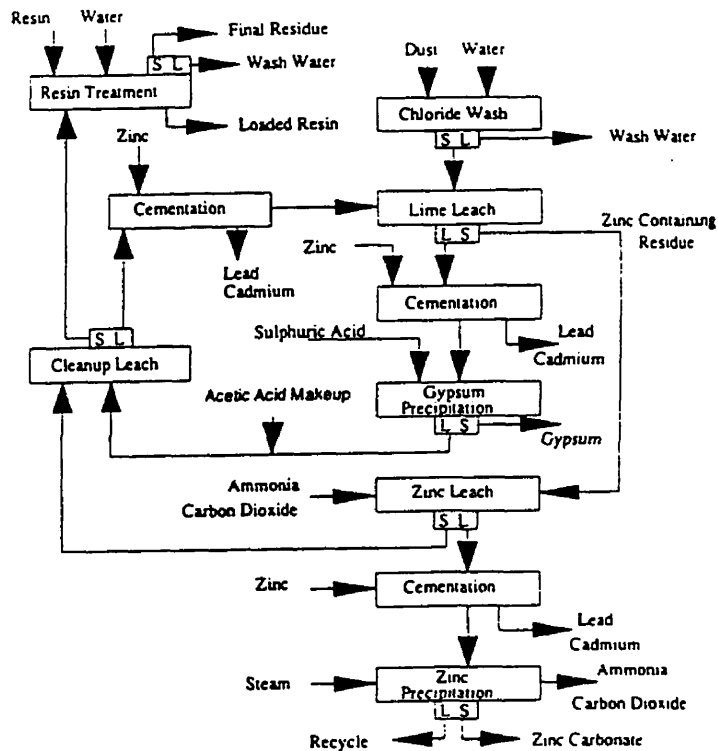 Resin Water
Final Residue
S L
Wash Water
Resin Treatment
Loaded Resin
Dust Water
Chloride Wash
S L
Wash Water
Zinc
Cementation
Lime Leach
L S
Zinc Containing
Residue
Lead
Cadmium
Zinc
Cementation
Lead
Cadmium
Sulphuric Acid
S L
Cleanup Leach
Gypsum
Precipitation
L S
Gypsum
Acetic Acid Makeup
Ammonia
Carbon Dioxide
Zinc Leach
S L
Zinc
Cementation
Lead
Cadmium
Steam
Zinc
Precipitation
L S
Ammonia
Carbon Dioxide
Recycle
Zinc Carbonate